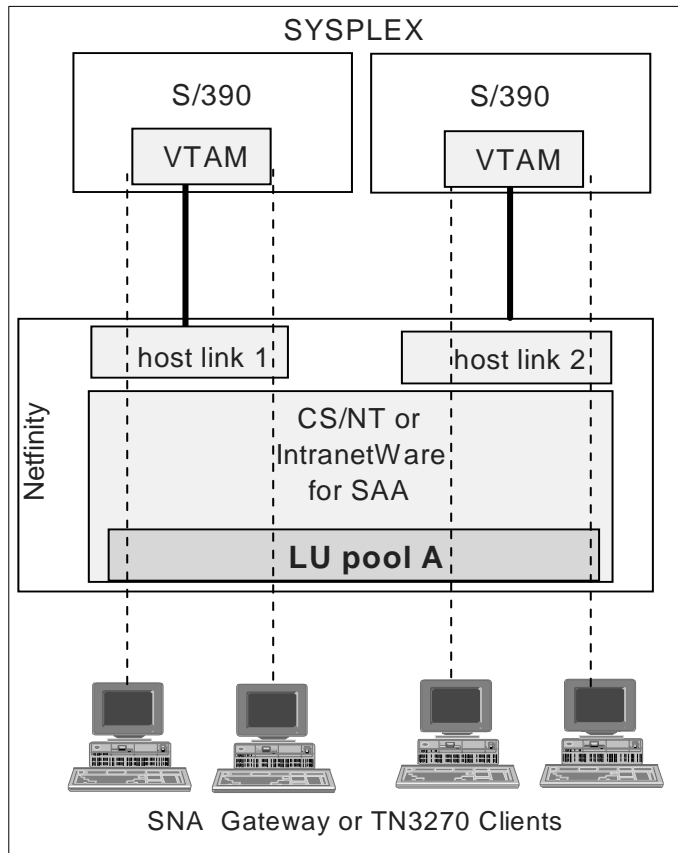 SYSPLEX
S/390
S/390
VTAM
VTAM
host link 1
host link 2
Netfinity
CS/NT or
IntranetWare
for SAA
LU pool A
SNA Gateway or TN3270 Clients